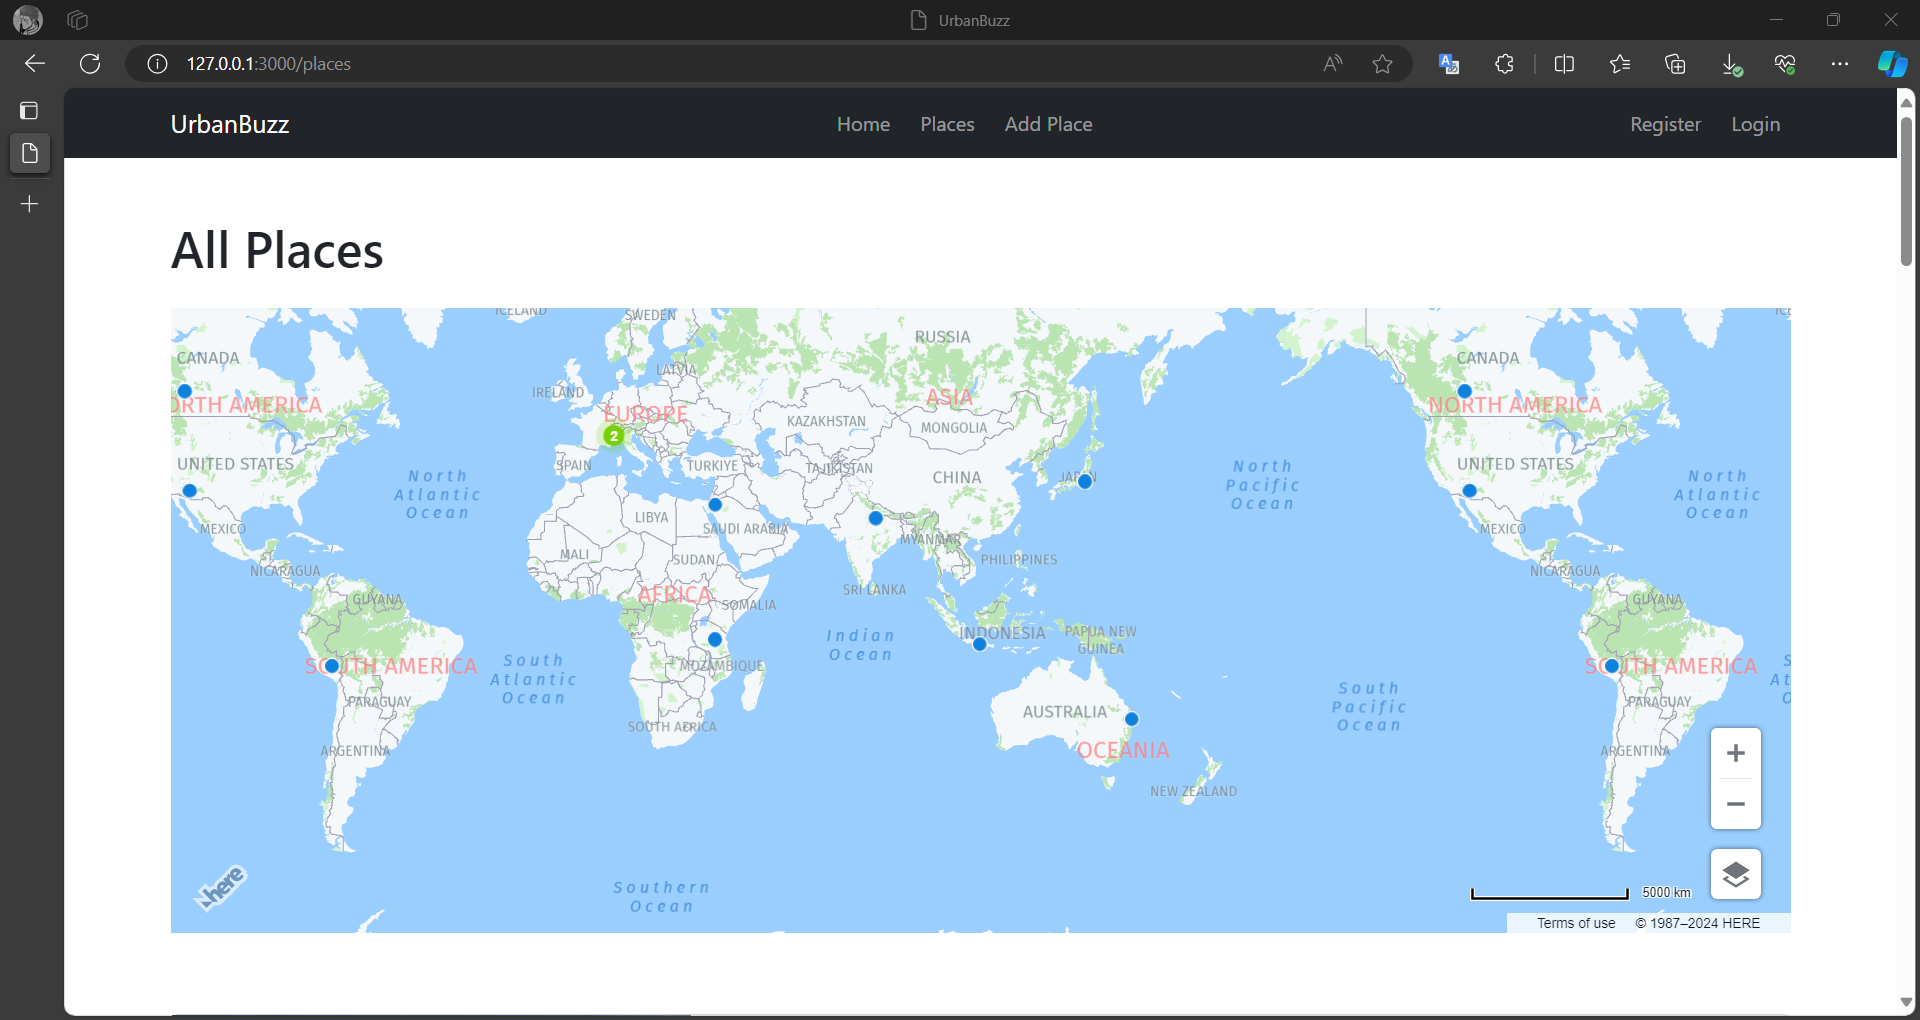 UrbanBuzz
127.0.0.1:3000/places
UrbanBuzz
Home
Places
Add Place
Register
Login
All Places
ICELAND
SWEDEN
RUSSIA
CANADA
LATVIA
CANADA
IRELAND
ORTH AMERICA
EUROPE
ASIA
NORTH AMERICA
KAZAKHSTAN
MONGOLIA
2
UNITED STATES
SPAIN
TURKIYE
TAJIKISTAN
CHINA
JAPAN
UNITED STATES
North
Atlantic
Ocean
North
Pacific
Ocean
North
Atlantic
Ocean
MEXICO
LIBYA
SAUDI ARABIA
MYANMAR
MEXICO
MALI
SUDAN
PHILIPPINES
NICARAGUA
NICARAGUA
GUYANA
AFRICA
SOMALIA
SRI LANKA
GUYANA
Indian
Ocean
INDONESIA
PAPUA NEW
GUINEA
SOUTH AMERICA
South
Atlantic
Ocean
MOZAMBIQUE
SOUTH AMERICA
S
At
O
PARAGUAY
South
Pacific
Ocean
PARAGUAY
SOUTH AFRICA
AUSTRALIA
ARGENTINA
OCEANIA
ARGENTINA
NEW ZEALAND
here
Southern
Ocean
5000 km
Terms of use
© 1987–2024 HERE